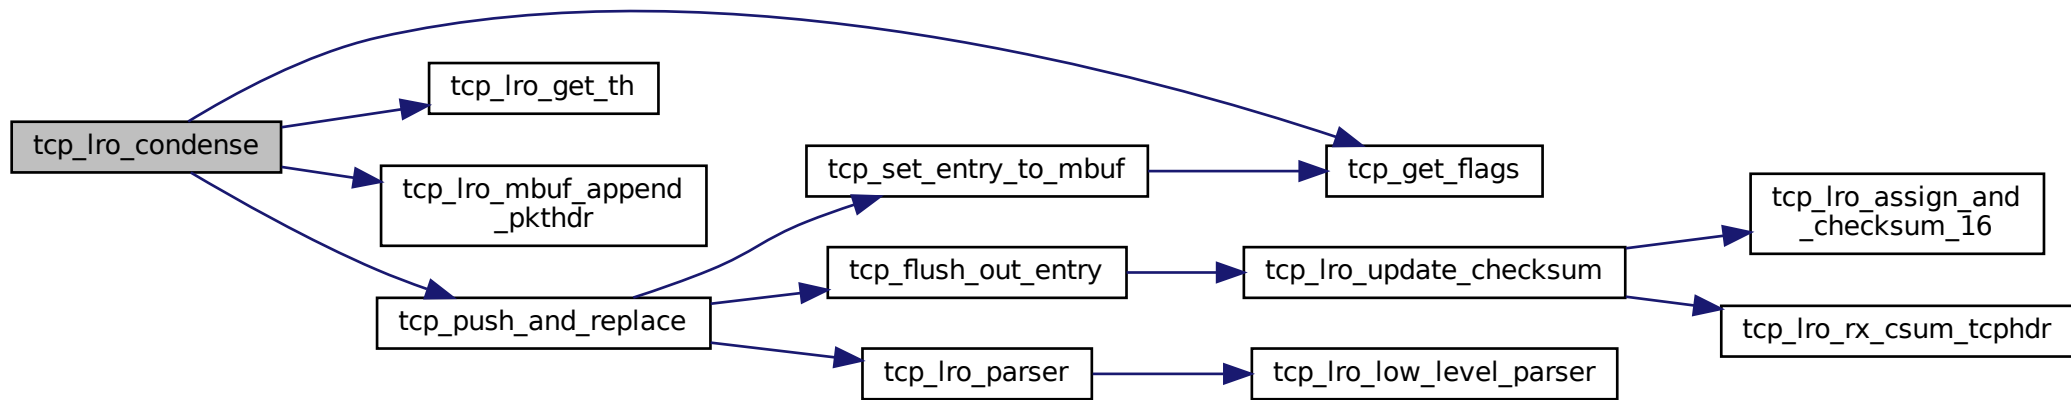 tcp_lro_condense
tcp_lro_get_th
tcp_lro_mbuf_append
_pkthdr
tcp_push_and_replace
tcp_set_entry_to_mbuf
tcp_flush_out_entry
tcp_lro_parser
tcp_get_flags
tcp_lro_update_checksum
tcp_lro_low_level_parser
tcp_lro_assign_and
_checksum_16
tcp_lro_rx_csum_tcphdr